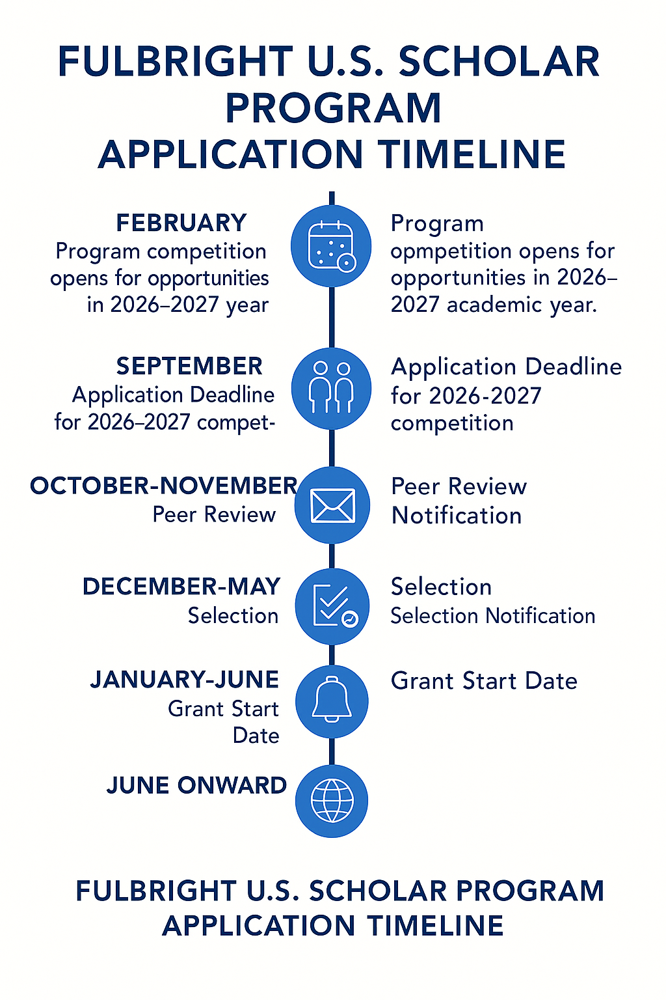 FULBRIGHT U.S. SCHOLAR
PROGRAM
APPLICATION TIMELINE
FEBRUARY
Program competition
opens for opportunities
in 2026–2027 year
Program
opmpetition opens for
opportunities in 2026–
2027 academic year.
SEPTEMBER
Application Deadline
for 2026–2027 compet-
Application Deadline
for 2026-2027
competition
OCTOBER-NOVEMBER
Peer Review
Peer Review
Notification
DECEMBER-MAY
Selection
Selection
Selection Notification
JANUARY-JUNE
Grant Start
Date
Grant Start Date
JUNE ONWARD
FULBRIGHT U.S. SCHOLAR PROGRAM
APPLICATION TIMELINE